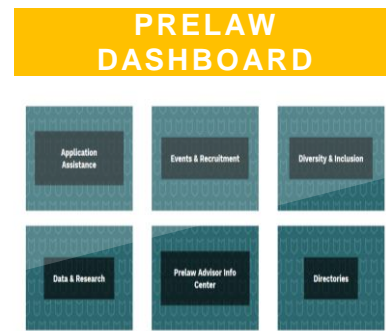 PRELAW
DASHBOARD
Application
Assistance
Events & Recruitment
Diversity & Inclusion
Data & Research
Prelaw Advisor Info
Center
Directories